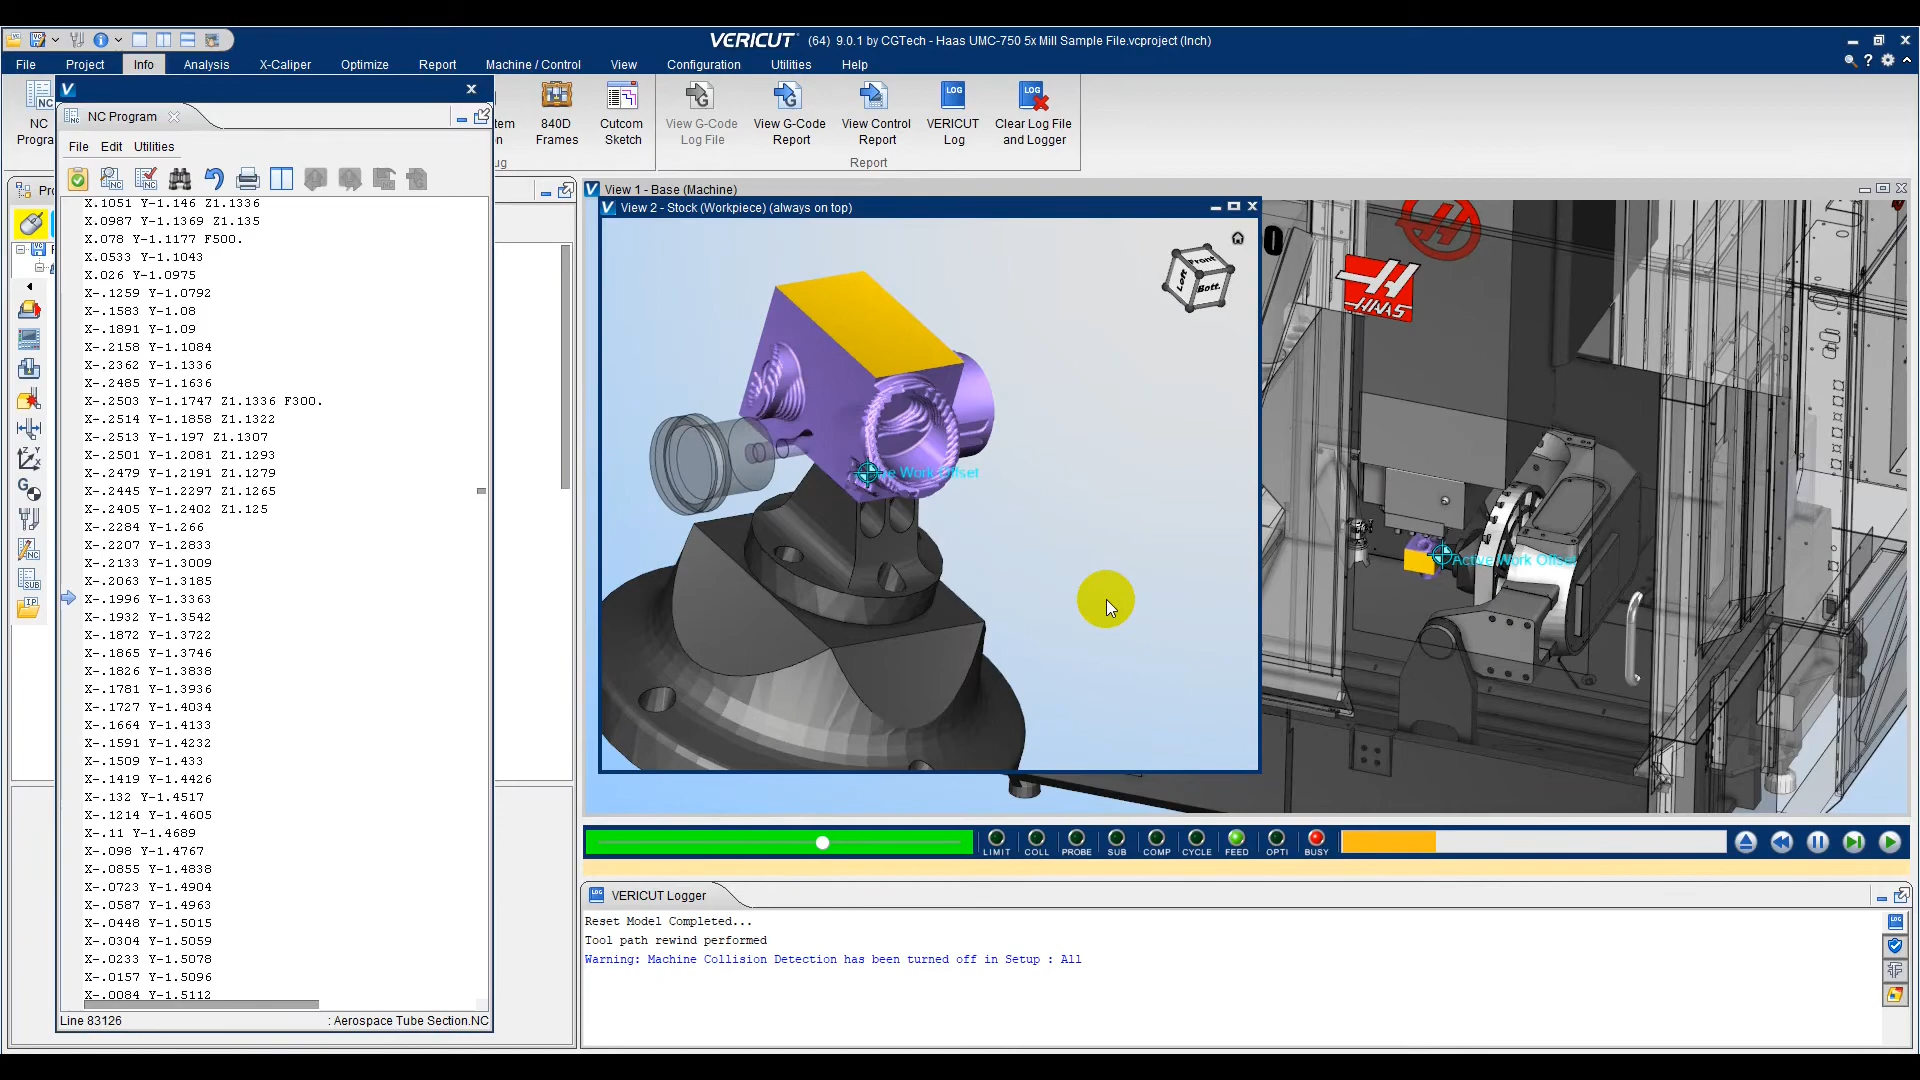 VERICUT (64) 9.0.1 by CGTech - Haas UMC-750 5x Mill Sample File.vcproject (Inch)
File Project Info Analysis X-Caliper Optimize Report Machine / Control View Configuration Utilities Help
NC
840D Frames
Cutcom Sketch
View G-Code Log File
View G-Code Report
View Control Report
VERICUT Log
Clear Log File and Logger
Report
NC Program
File Edit Utilities
X.1051 Y-1.146 Z1.1336
X.0987 Y-1.1369 Z1.135
X.078 Y-1.1177 F500.
X.0533 Y-1.1043
X.026 Y-1.0975
X-.1259 Y-1.0792
X-.1583 Y-1.08
X-.1891 Y-1.09
X-.2158 Y-1.1084
X-.2362 Y-1.1336
X-.2485 Y-1.1636
X-.2503 Y-1.1747 Z1.1336 F300.
X-.2514 Y-1.1858 Z1.1322
X-.2513 Y-1.197 Z1.1307
X-.2501 Y-1.2081 Z1.1293
X-.2479 Y-1.2191 Z1.1279
X-.2445 Y-1.2297 Z1.1265
X-.2405 Y-1.2402 Z1.125
X-.2284 Y-1.266
X-.2207 Y-1.2833
X-.2133 Y-1.3009
X-.2063 Y-1.3185
X-.1996 Y-1.3363
X-.1932 Y-1.3542
X-.1872 Y-1.3722
X-.1865 Y-1.3746
X-.1826 Y-1.3838
X-.1781 Y-1.3936
X-.1727 Y-1.4034
X-.1664 Y-1.4133
X-.1591 Y-1.4232
X-.1509 Y-1.433
X-.1419 Y-1.4426
X-.132 Y-1.4517
X-.1214 Y-1.4605
X-.11 Y-1.4689
X-.098 Y-1.4767
X-.0855 Y-1.4838
X-.0723 Y-1.4904
X-.0587 Y-1.4963
X-.0448 Y-1.5015
X-.0304 Y-1.5059
X-.0233 Y-1.5078
X-.0157 Y-1.5096
X-.0084 Y-1.5112
Line 83126 : Aerospace Tube Section.NC
View 1 - Base (Machine)
View 2 - Stock (Workpiece) (always on top)
Front
Left
Bott.
Work Offset
HAAS
Active Work Offset
LIMIT COLL PROBE SUB COMP CYCLE FEED OPTI BUSY
VERICUT Logger
Reset Model Completed...
Tool path rewind performed
Warning: Machine Collision Detection has been turned off in Setup : All